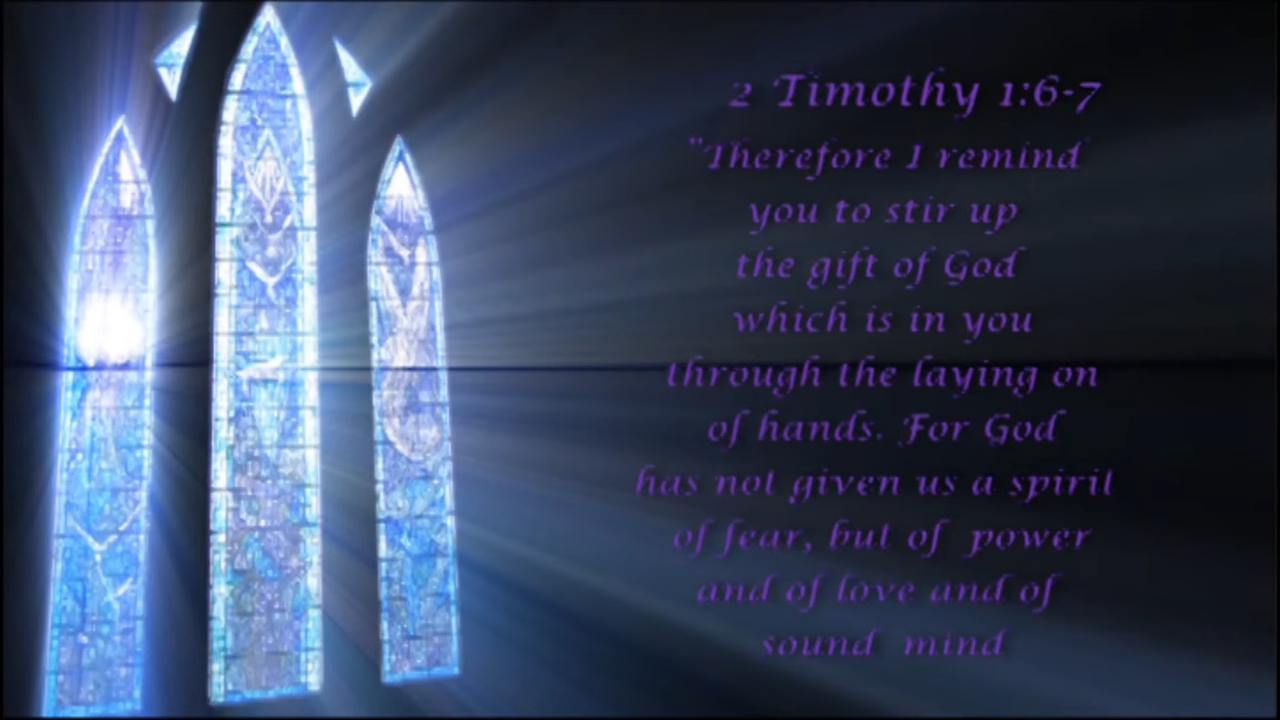 2 Timothy 1:6-7
"Therefore I remind
you to stir up
the gift of God
which is in you
through the laying on
of hands. For God
has not given us a spirit
of fear, but of power
and of love and of
sound mind